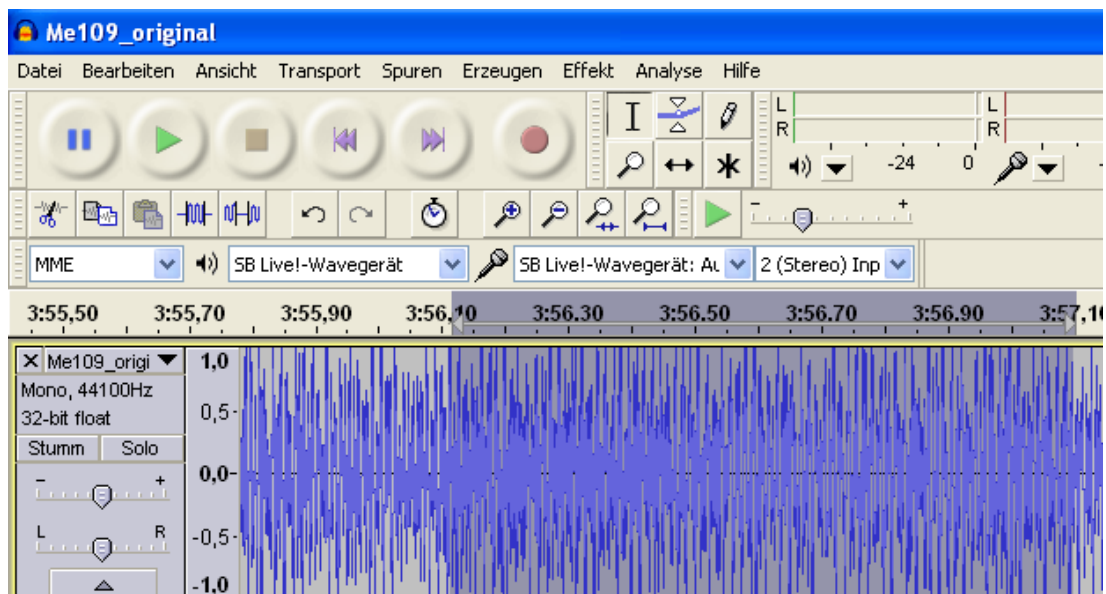 Me109_original
Datei Bearbeiten Ansicht Transport Spuren Erzeugen Effekt Analyse Hilfe
L L
R R
-24 0
- +
MME SB Live!-Wavegerät SB Live!-Wavegerät: Au 2 (Stereo) Inp
3:55,50 3:55,70 3:55,90 3:56,10 3:56.30 3:56.50 3:56.70 3:56.90 3:57,10
X Me109_origi 1,0
Mono, 44100Hz
32-bit float 0,5
Stumm Solo
- + 0,0
L R -0,5
-1,0